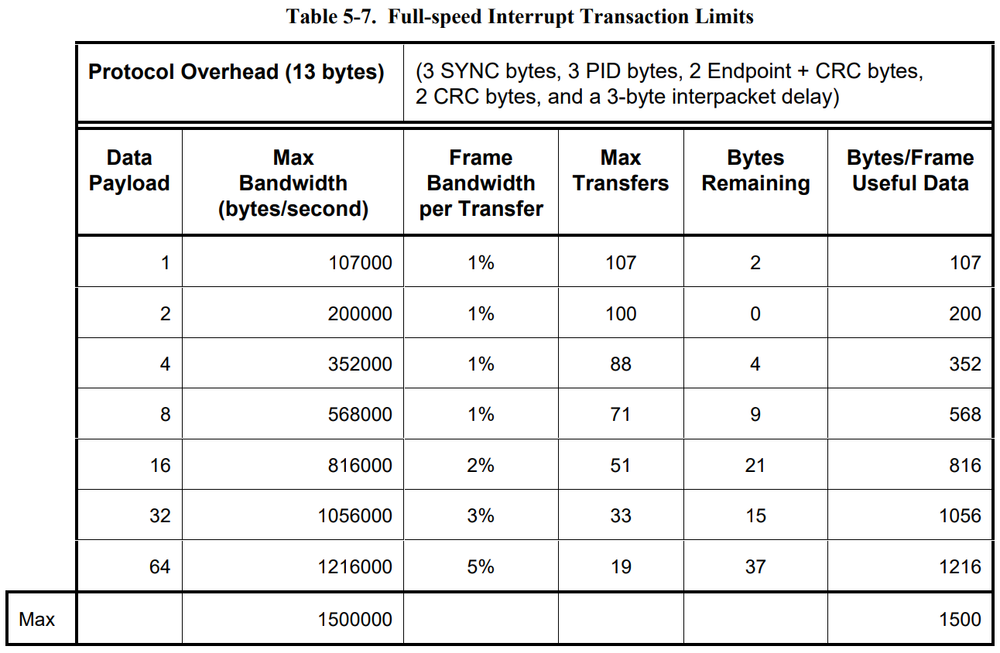 Table 5-7. Full-speed Interrupt Transaction Limits
Protocol Overhead (13 bytes) (3 SYNC bytes, 3 PID bytes, 2 Endpoint + CRC bytes,
2 CRC bytes, and a 3-byte interpacket delay)
Data Max Frame Max Bytes Bytes/Frame
Payload Bandwidth Bandwidth Transfers Remaining Useful Data
(bytes/second) per Transfer
1 107000 1% 107 2 107
2 200000 1% 100 0 200
4 352000 1% 88 4 352
8 568000 1% 71 9 568
16 816000 2% 51 21 816
32 1056000 3% 33 15 1056
64 1216000 5% 19 37 1216
Max 1500000 1500